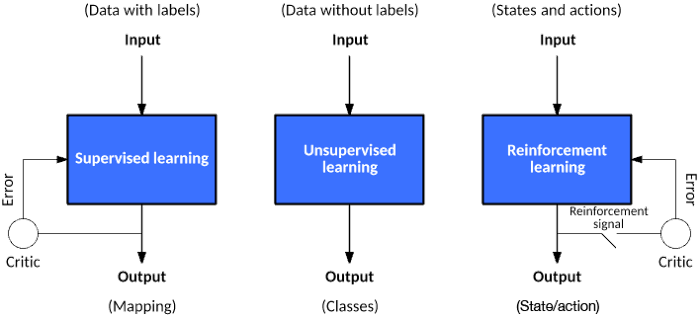 (Data with labels)
Input
Supervised learning
Error
Critic
Output
(Mapping)
(Data without labels)
Input
Unsupervised
learning
Output
(Classes)
(States and actions)
Input
Reinforcement
learning
Reinforcement
signal
Error
Critic
Output
(State/action)